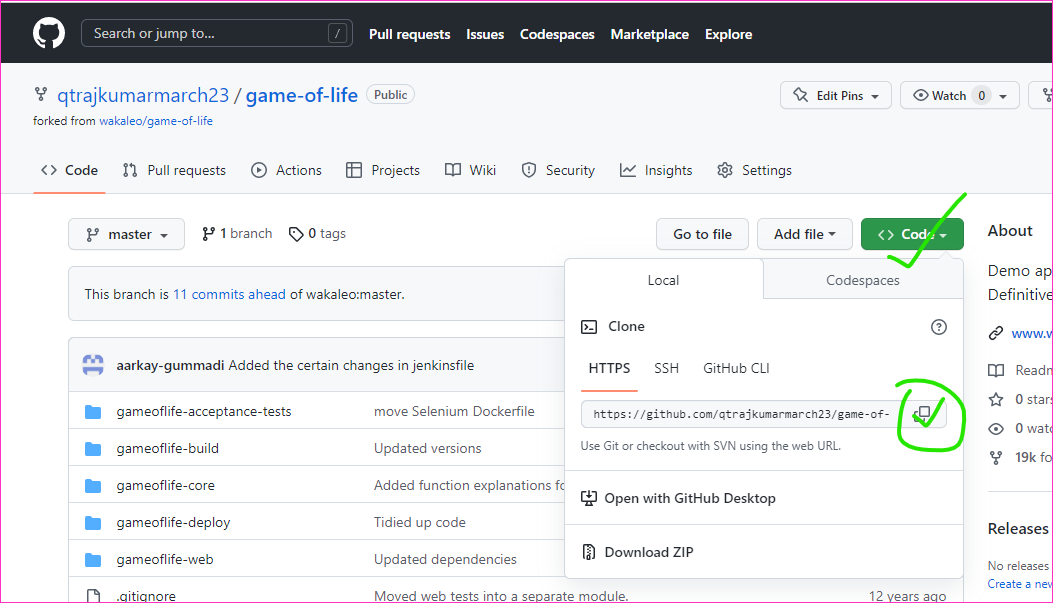 Search or jump to... /
Pull requests Issues Codespaces Marketplace Explore
qtrajkumarmarch23 / game-of-life Public
Edit Pins Watch 0
forked from wakaleo/game-of-life
Code Pull requests Actions Projects Wiki Security Insights Settings
master 1 branch 0 tags Go to file Add file <> Code
About
Local Codespaces
Demo ap
Definitive
This branch is 11 commits ahead of wakaleo:master.
Clone
www.w
HTTPS SSH GitHub CLI
aarkay-gummadi Added the certain changes in jenkinsfile
Readm
0 stars
gameoflife-acceptance-tests move Selenium Dockerfile
https://github.com/qtrajkumarmarch23/game-of-
0 watc
gameoflife-build Updated versions
Use Git or checkout with SVN using the web URL.
19k fo
gameoflife-core Added function explanations fo
Open with GitHub Desktop
gameoflife-deploy Tidied up code
Releases
gameoflife-web Updated dependencies
Download ZIP
No releases
Create a new
.gitignore Moved web tests into a separate module. 12 years ago